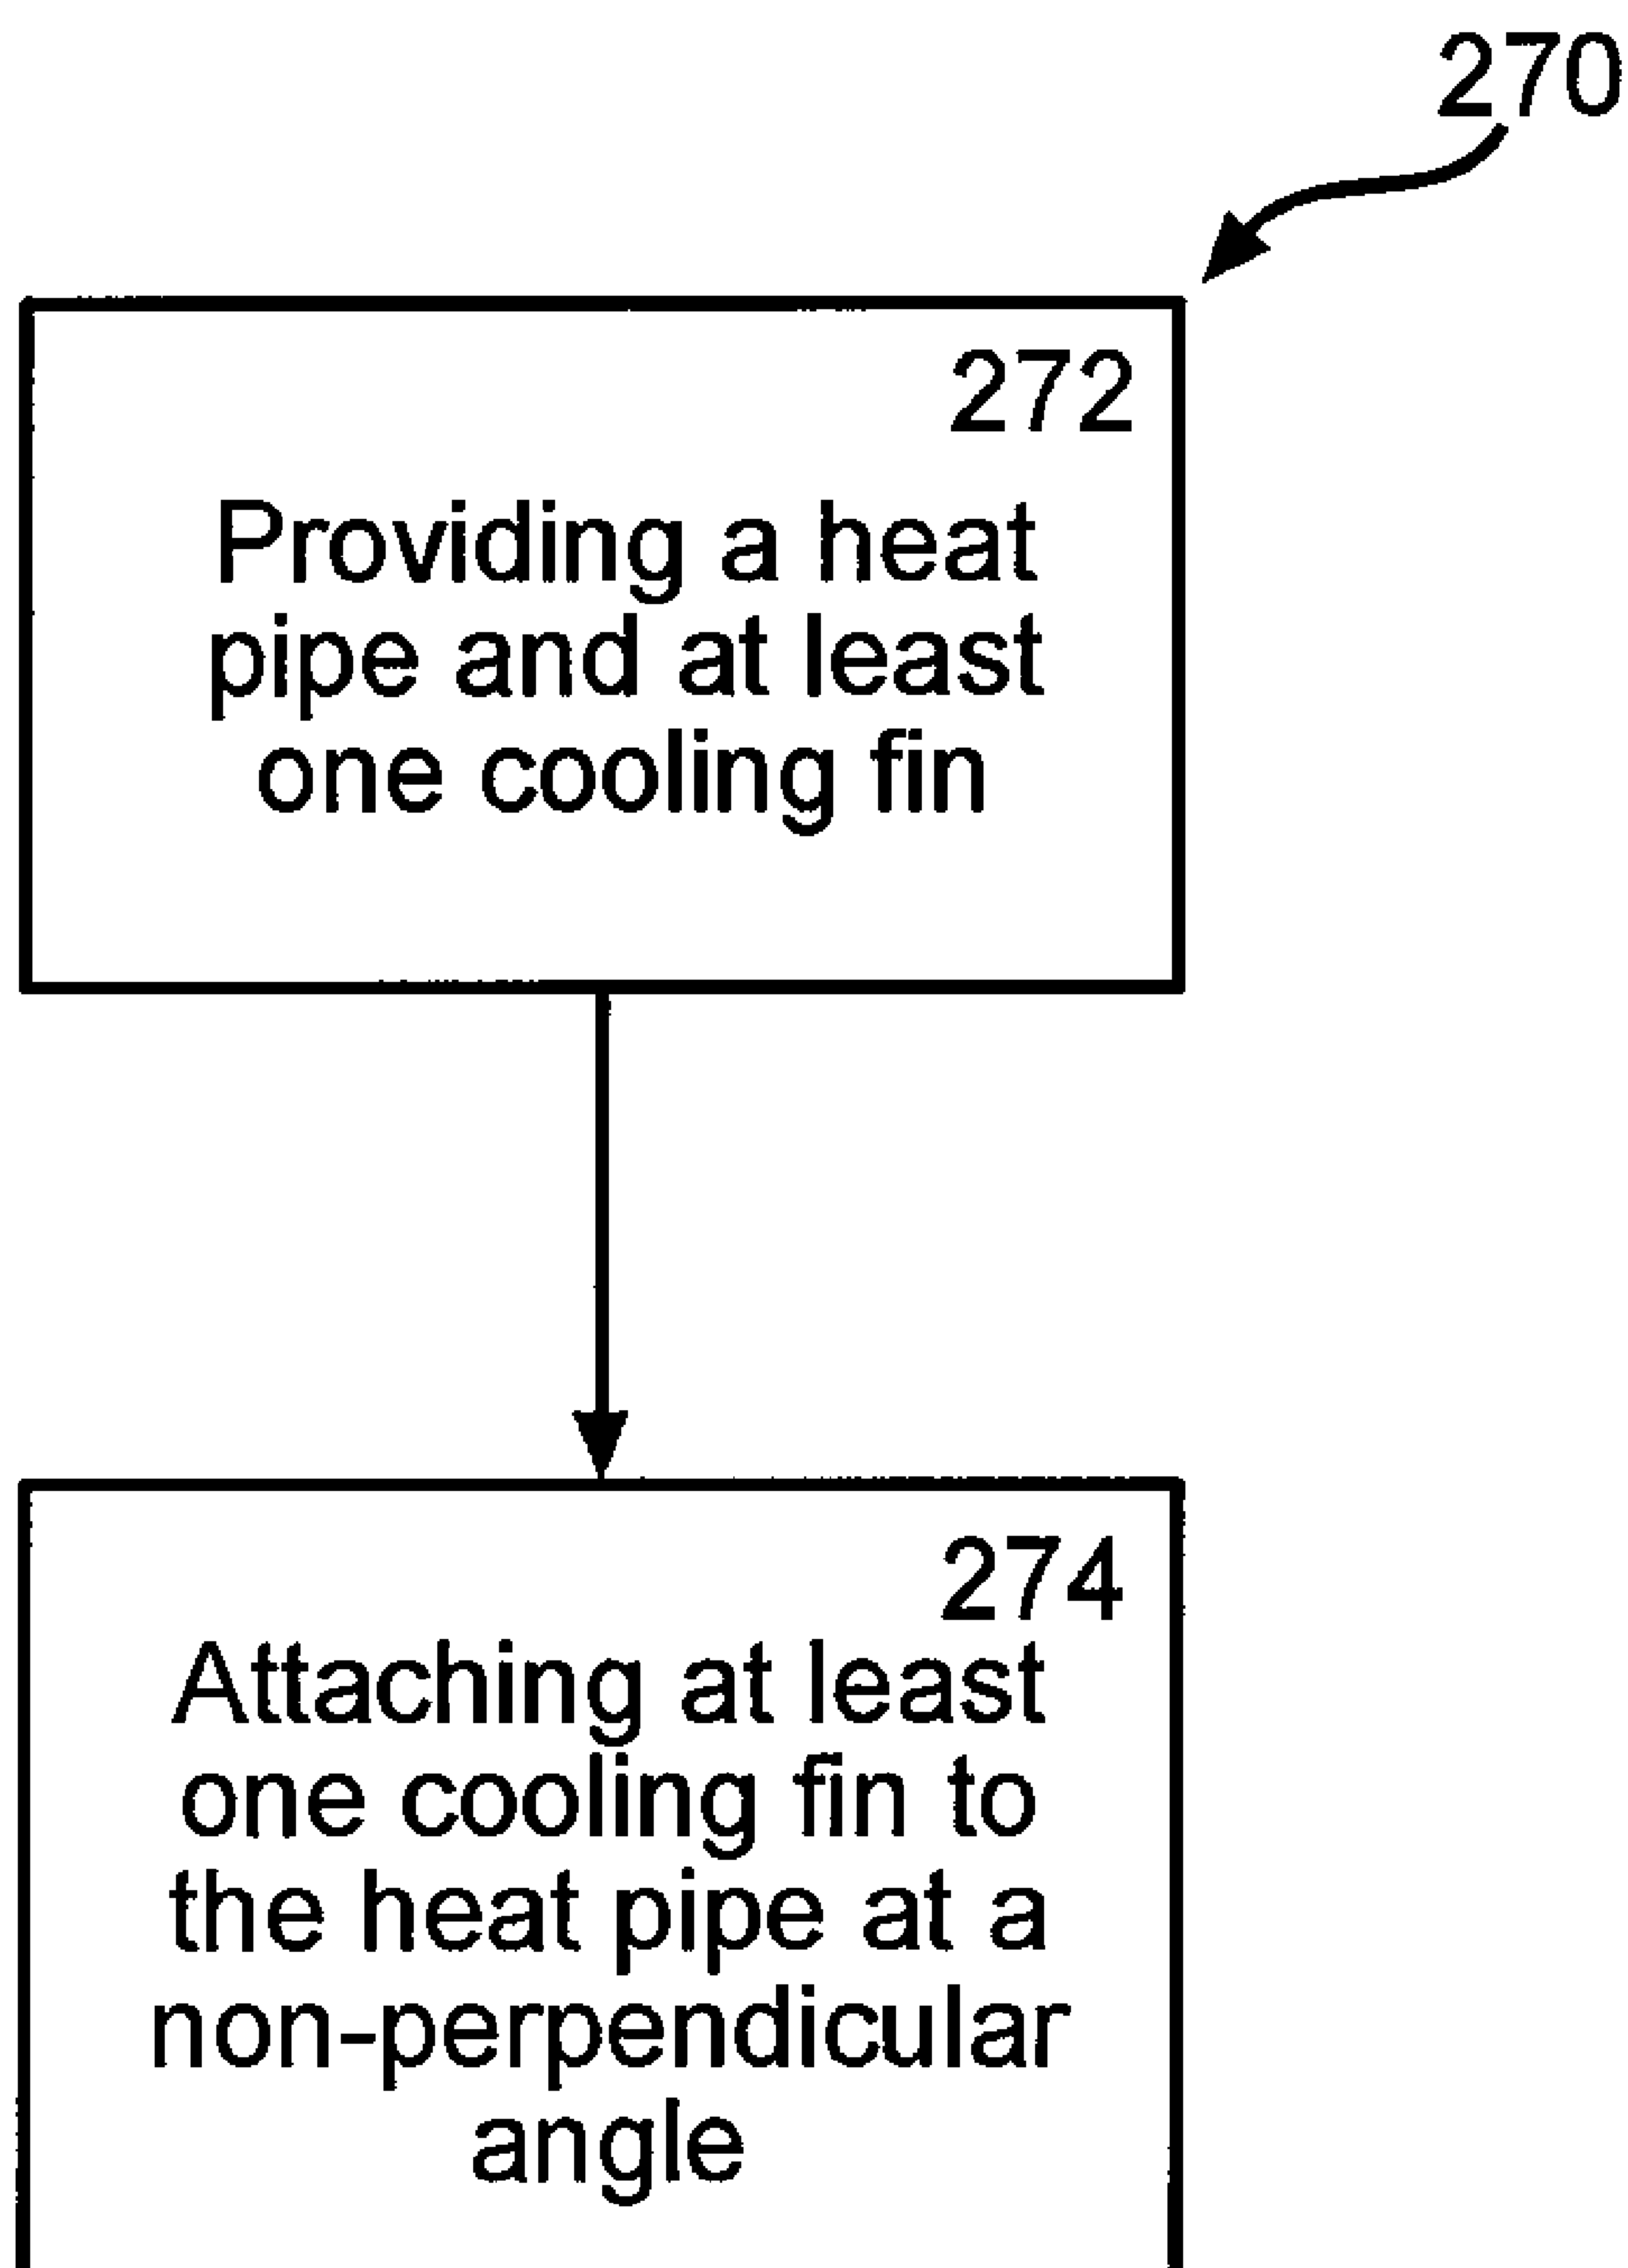 270
272
Providing a heat
pipe and at least
one cooling fin
274
Attaching at least
one cooling fin to
the heat pipe at a
non-perpendicular
angle